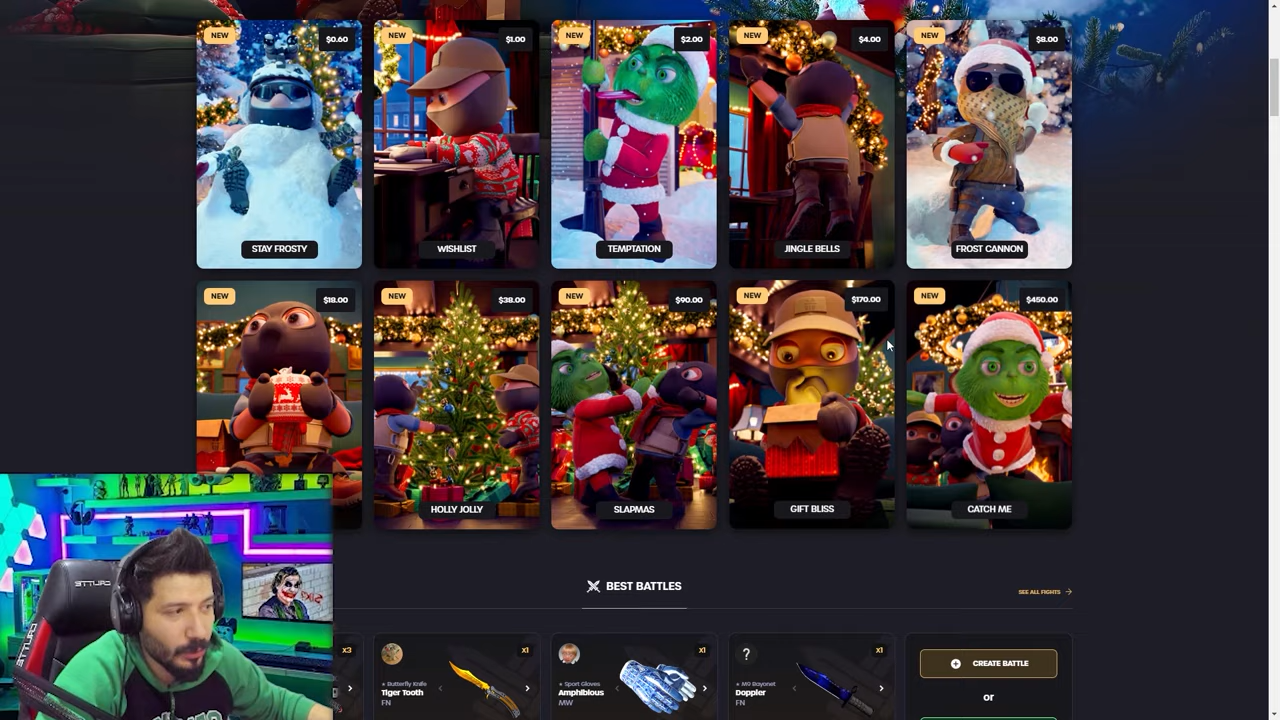 NEW
$0.60
STAY FROSTY
NEW
$1.00
WISHLIST
NEW
$2.00
TEMPTATION
NEW
$4.00
JINGLE BELLS
NEW
$8.00
FROST CANNON
NEW
$18.00
NEW
$38.00
HOLLY JOLLY
NEW
$90.00
SLAPMAS
NEW
$170.00
GIFT BLISS
NEW
$450.00
CATCH ME
BEST BATTLES
SEE ALL FIGHTS
x3
x1
★ Butterfly Knife
Tiger Tooth
FN
x1
★ Sport Gloves
Amphibious
MW
?
x1
★ M9 Bayonet
Doppler
FN
CREATE BATTLE
or